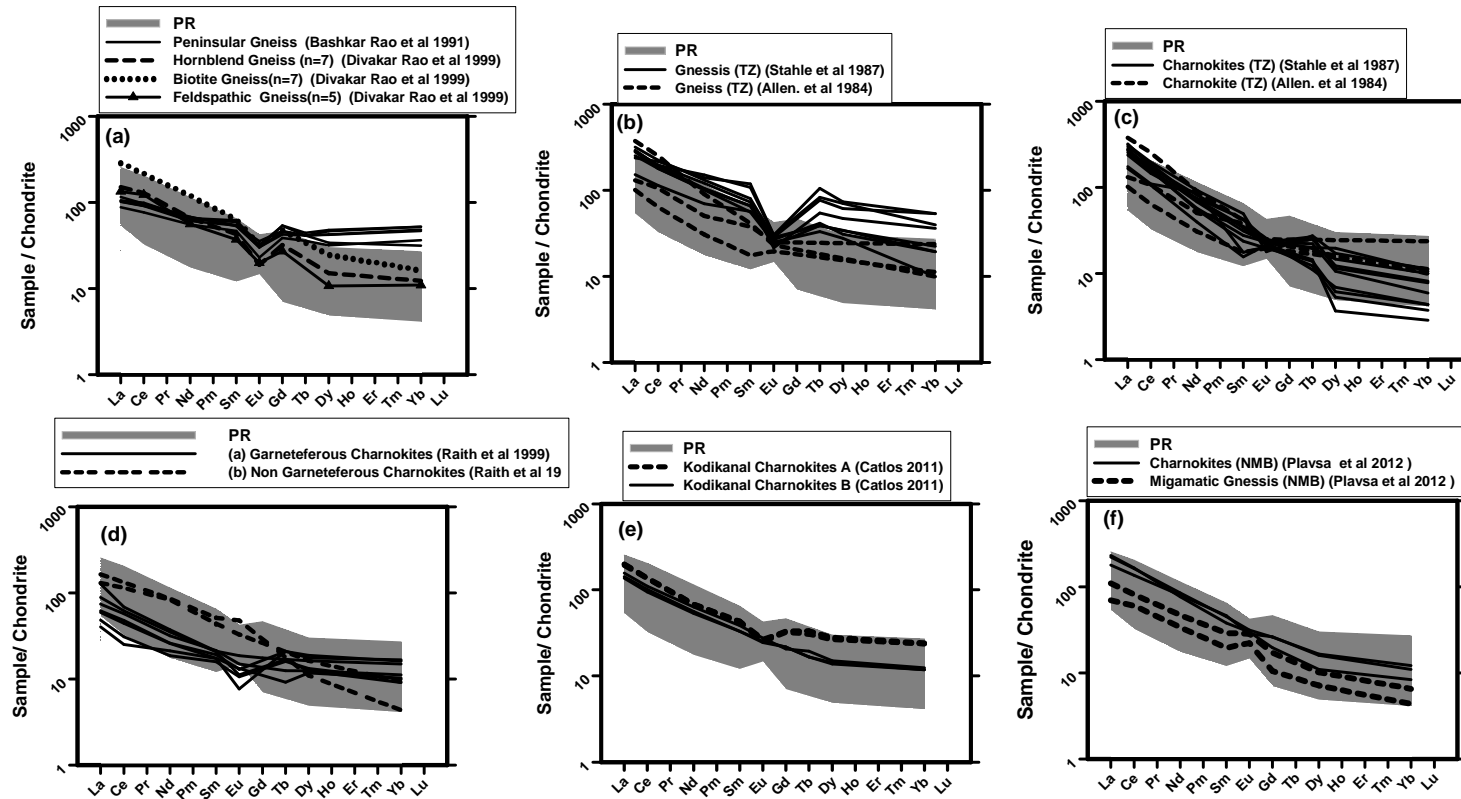 PR
Peninsular Gneiss (Bashkar Rao et al 1991)
Hornblend Gneiss (n=7) (Divakar Rao et al 1999)
Biotite Gneiss(n=7) (Divakar Rao et al 1999)
Feldspathic Gneiss(n=5) (Divakar Rao et al 1999)
(a)
Sample / Chondrite
1000
100
10
1
La Ce Pr Nd Pm Sm Eu Gd Tb Dy Ho Er Tm Yb Lu
PR
Gnessis (TZ) (Stahle et al 1987)
Gneiss (TZ) (Allen. et al 1984)
(b)
Sample / Chondrite
1000
100
10
1
La Ce Pr Nd Pm Sm Eu Gd Tb Dy Ho Er Tm Yb Lu
PR
Charnokites (TZ) (Stahle et al 1987)
Charnokite (TZ) (Allen. et al 1984)
(c)
Sample / Chondrite
1000
100
10
1
La Ce Pr Nd Pm Sm Eu Gd Tb Dy Ho Er Tm Yb Lu
PR
(a) Garneteferous Charnokites (Raith et al 1999)
(b) Non Garneteferous Charnokites (Raith et al 19
(d)
Sample/ Chondrite
1000
100
10
1
La Ce Pr Nd Pm Sm Eu Gd Tb Dy Ho Er Tm Yb Lu
PR
Kodikanal Charnokites A (Catlos 2011)
Kodikanal Charnokites B (Catlos 2011)
(e)
Sample/ Chondrite
1000
100
10
1
La Ce Pr Nd Pm Sm Eu Gd Tb Dy Ho Er Tm Yb Lu
PR
Charnokites (NMB) (Plavsa et al 2012 )
Migamatic Gnessis (NMB) (Plavsa et al 2012 )
(f)
Sample/ Chondrite
1000
100
10
1
La Ce Pr Nd Pm Sm Eu Gd Tb Dy Ho Er Tm Yb Lu